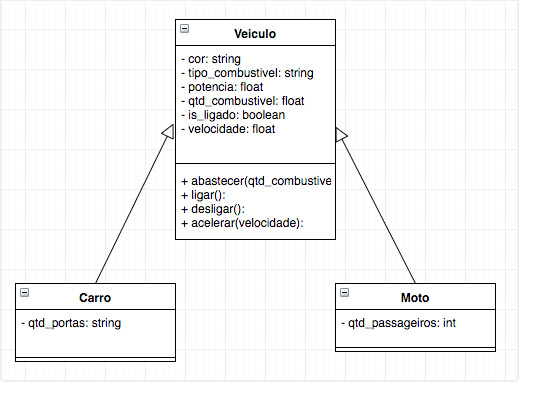 Veiculo
- cor: string
- tipo_combustivel: string
- potencia: float
- qtd_combustivel: float
- is_ligado: boolean
- velocidade: float
+ abastecer(qtd_combustive
+ ligar():
+ desligar():
+ acelerar(velocidade):
Carro
- qtd_portas: string
Moto
- qtd_passageiros: int